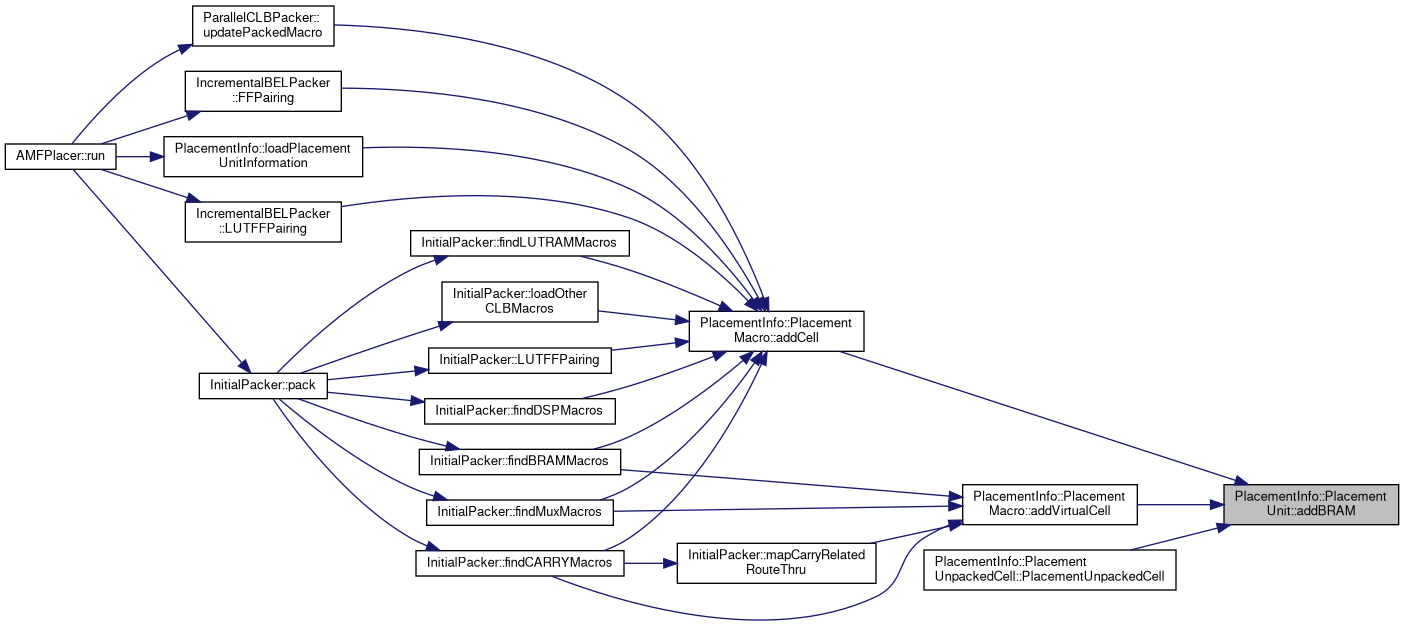 ParallelCLBPacker::
updatePackedMacro
IncrementalBELPacker
::FFPairing
AMFPlacer::run
PlacementInfo::loadPlacement
UnitInformation
IncrementalBELPacker
::LUTFFPairing
InitialPacker::findLUTRAMMacros
InitialPacker::loadOther
CLBMacros
PlacementInfo::Placement
Macro::addCell
InitialPacker::LUTFFPairing
InitialPacker::pack
InitialPacker::findDSPMacros
InitialPacker::findBRAMMacros
InitialPacker::findMuxMacros
PlacementInfo::Placement
Macro::addVirtualCell
PlacementInfo::Placement
Unit::addBRAM
InitialPacker::findCARRYMacros
InitialPacker::mapCarryRelated
RouteThru
PlacementInfo::Placement
UnpackedCell::PlacementUnpackedCell